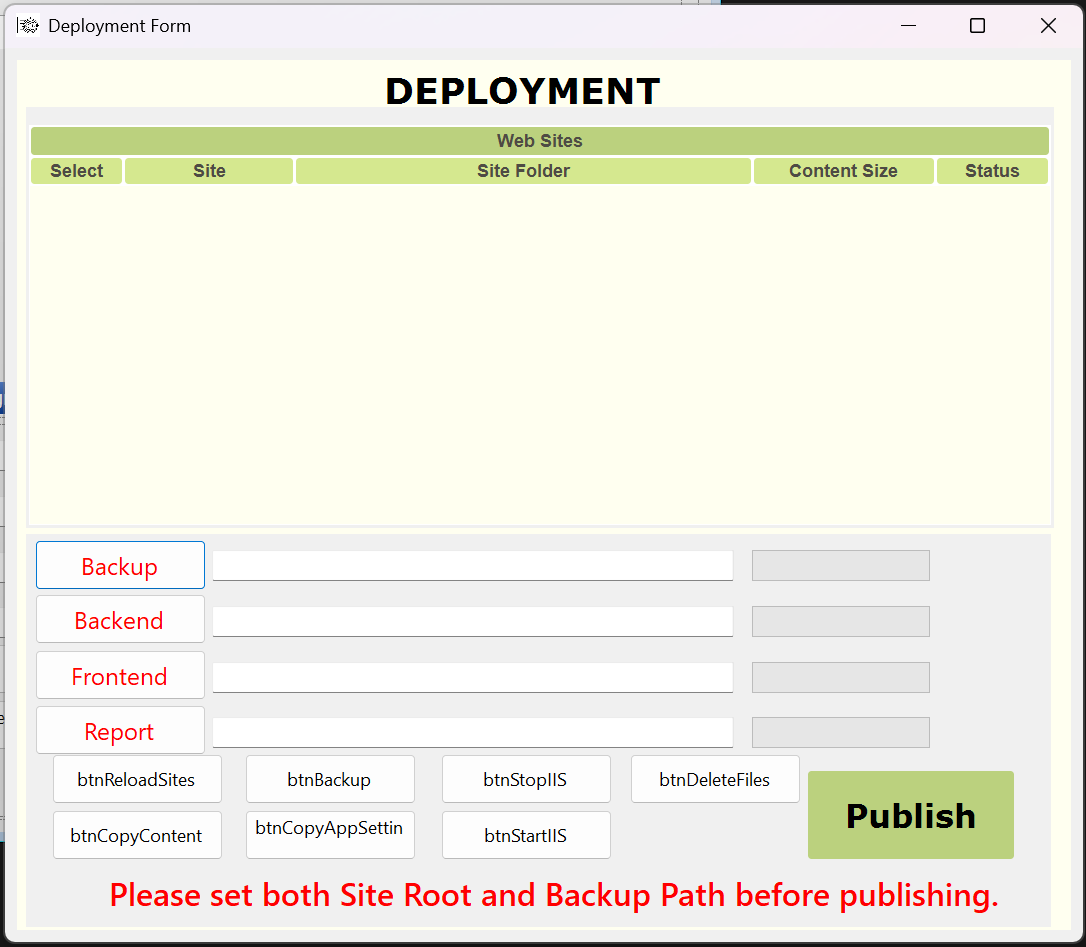 Deployment Form
DEPLOYMENT
Web Sites
Select Site Site Folder Content Size Status
Backup
Backend
Frontend
Report
btnReloadSites btnBackup btnStopIIS btnDeleteFiles
btnCopyContent btnCopyAppSettin btnStartIIS
Publish
Please set both Site Root and Backup Path before publishing.